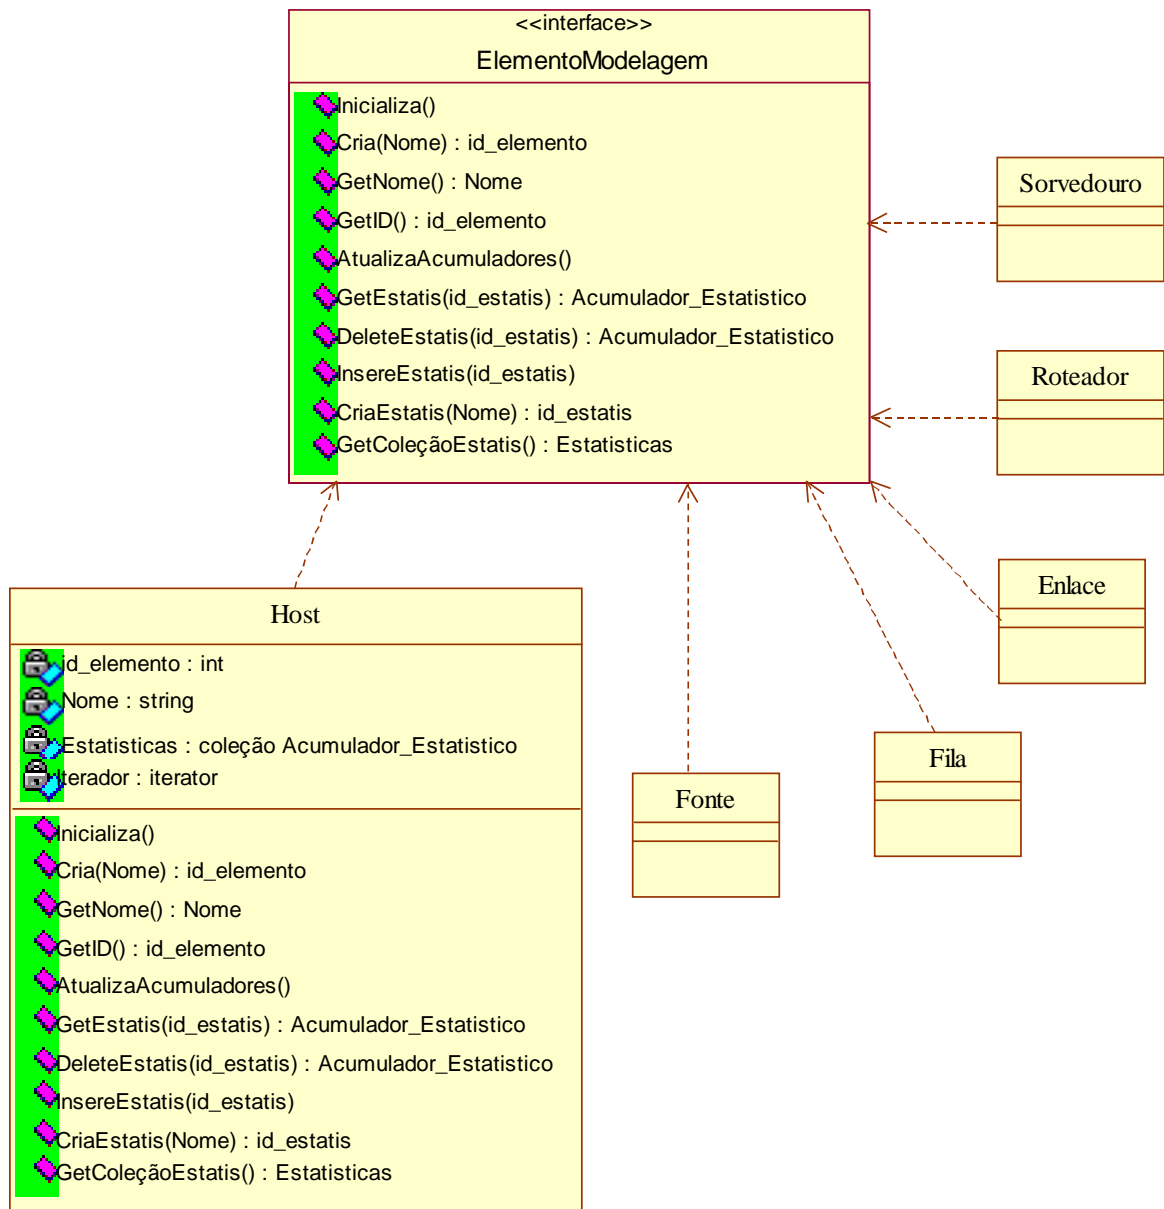 <<interface>>
ElementoModelagem
Inicializa()
Cria(Nome) : id_elemento
GetNome() : Nome
GetID() : id_elemento
AtualizaAcumuladores()
GetEstatis(id_estatis) : Acumulador_Estatistico
DeleteEstatis(id_estatis) : Acumulador_Estatistico
InsereEstatis(id_estatis)
CriaEstatis(Nome) : id_estatis
GetColeçãoEstatis() : Estatisticas
Sorvedouro
Roteador
Enlace
Fila
Fonte
Host
id_elemento : int
Nome : string
Estatisticas : coleção Acumulador_Estatistico
Iterador : iterator
Inicializa()
Cria(Nome) : id_elemento
GetNome() : Nome
GetID() : id_elemento
AtualizaAcumuladores()
GetEstatis(id_estatis) : Acumulador_Estatistico
DeleteEstatis(id_estatis) : Acumulador_Estatistico
InsereEstatis(id_estatis)
CriaEstatis(Nome) : id_estatis
GetColeçãoEstatis() : Estatisticas